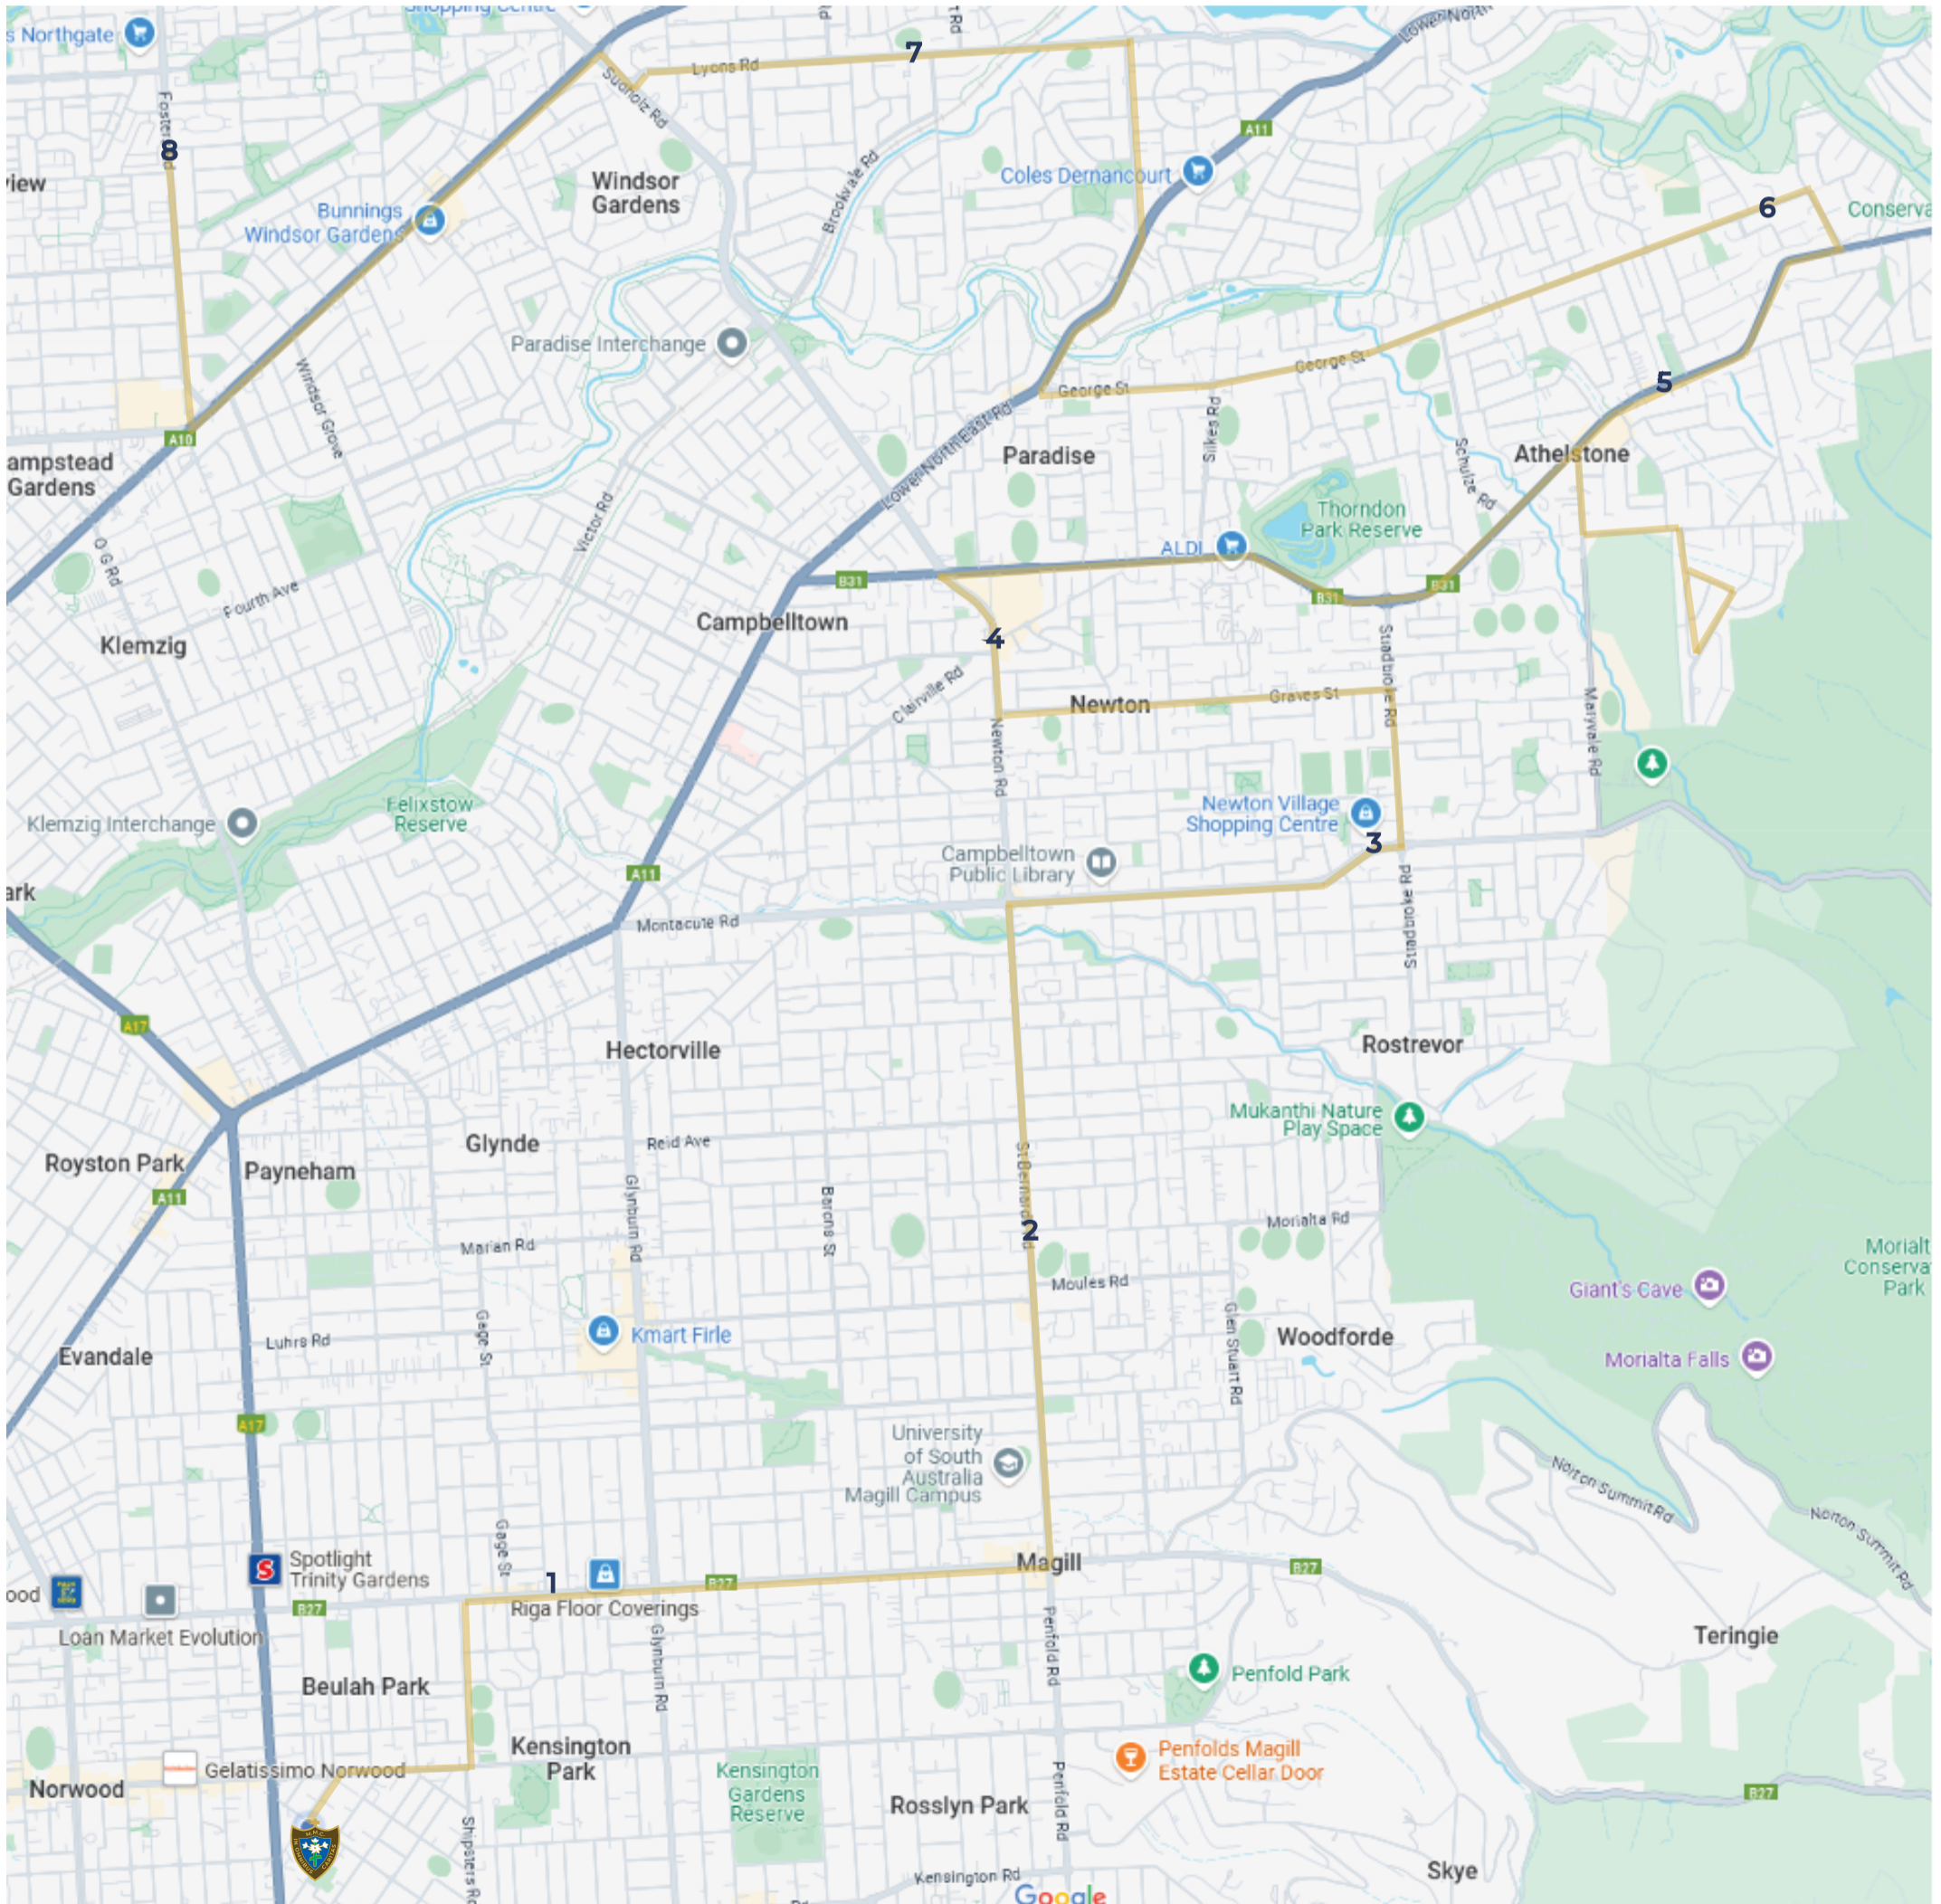 Shopping Centre
s Northgate
Lower North
7
Lyons Rd
Sudholz Rd
Foster Rd
8
A11
Coles Dernancourt
view
Windsor
Gardens
Brookvale Rd
Bunnings
Windsor Gardens
6
Conserva
Paradise Interchange
Windsor Grove
George St
George St
5
A10
Silkes Rd
Lower North East Rd
Paradise
Athelstone
Schulze Rd
ampstead
Gardens
Thorndon
Park Reserve
Victor Rd
O G Rd
ALDI
B31
B31
B31
Fourth Ave
Campbelltown
Klemzig
4
Stradbroke Rd
Clairville Rd
Newton
Graves St
Maryvale Rd
Newton Rd
Felixstow
Reserve
Klemzig Interchange
Newton Village
Shopping Centre
3
Campbelltown
Public Library
A11
ark
Montacute Rd
Stradbroke Rd
A17
Hectorville
Rostrevor
Mukanthi Nature
Play Space
Glynde
Reid Ave
Royston Park
Payneham
A11
St Bernards Rd
Glynburn Rd
Barons St
2
Morialta Rd
Marian Rd
Morialt
Conserva
Park
Moules Rd
Giant's Cave
Gage St
Kmart Firle
Glen Stuart Rd
Woodforde
Luhrs Rd
Evandale
Morialta Falls
A17
University
of South
Australia
Magill Campus
Norton Summit Rd
Norton Summit Rd
Gage St
Spotlight
Trinity Gardens
Magill
B27
1
B27
ood
B27
Riga Floor Coverings
Loan Market Evolution
Glynburn Rd
Penfold Rd
Teringie
Penfold Park
Beulah Park
Kensington
Park
Gelatissimo Norwood
Norwood
Kensington
Gardens
Reserve
Penfolds Magill
Estate Cellar Door
Penfold Rd
B27
Rosslyn Park
Shipsters Rd
Kensington Rd
Skye
Google